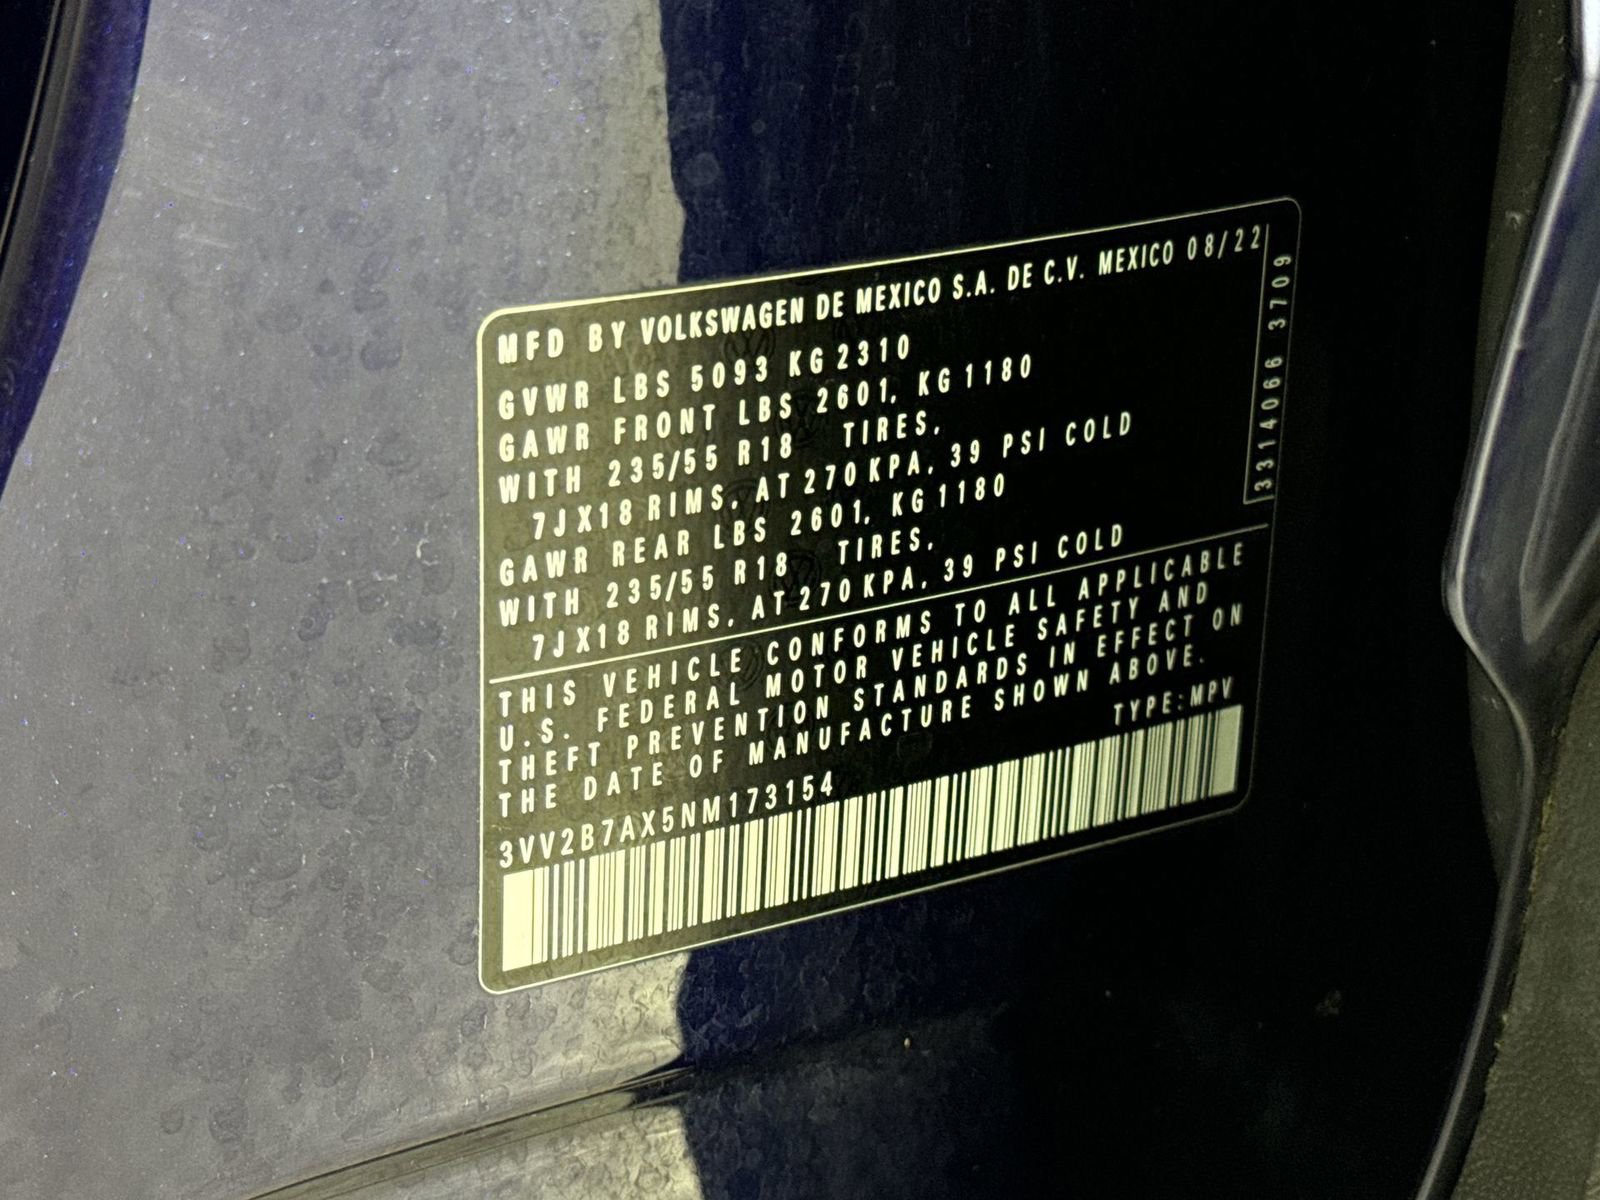 MFD BY VOLKSWAGEN DE MEXICO S.A. DE C.V. MEXICO 08/22
GVWR LBS 5093 KG 2310
GAWR FRONT LBS 2601, KG 1180
WITH 235/55 R18 TIRES,
7JX18 RIMS, AT 270 KPA, 39 PSI COLD
GAWR REAR LBS 2601, KG 1180
WITH 235/55 R18 TIRES,
7JX18 RIMS, AT 270 KPA, 39 PSI COLD
3314066 3709
THIS VEHICLE CONFORMS TO ALL APPLICABLE
U.S. FEDERAL MOTOR VEHICLE SAFETY AND
THEFT PREVENTION STANDARDS IN EFFECT ON
THE DATE OF MANUFACTURE SHOWN ABOVE.
TYPE:MPV
3VV2B7AX5NM173154